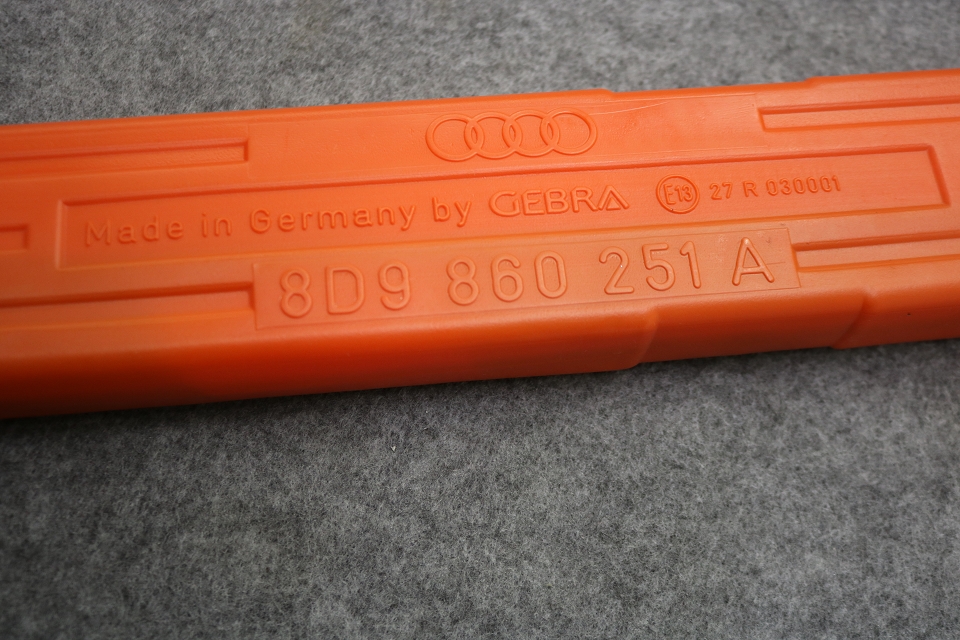 Made in Germany by GEBRA E13 27 R 030001
8D9 860 251 A